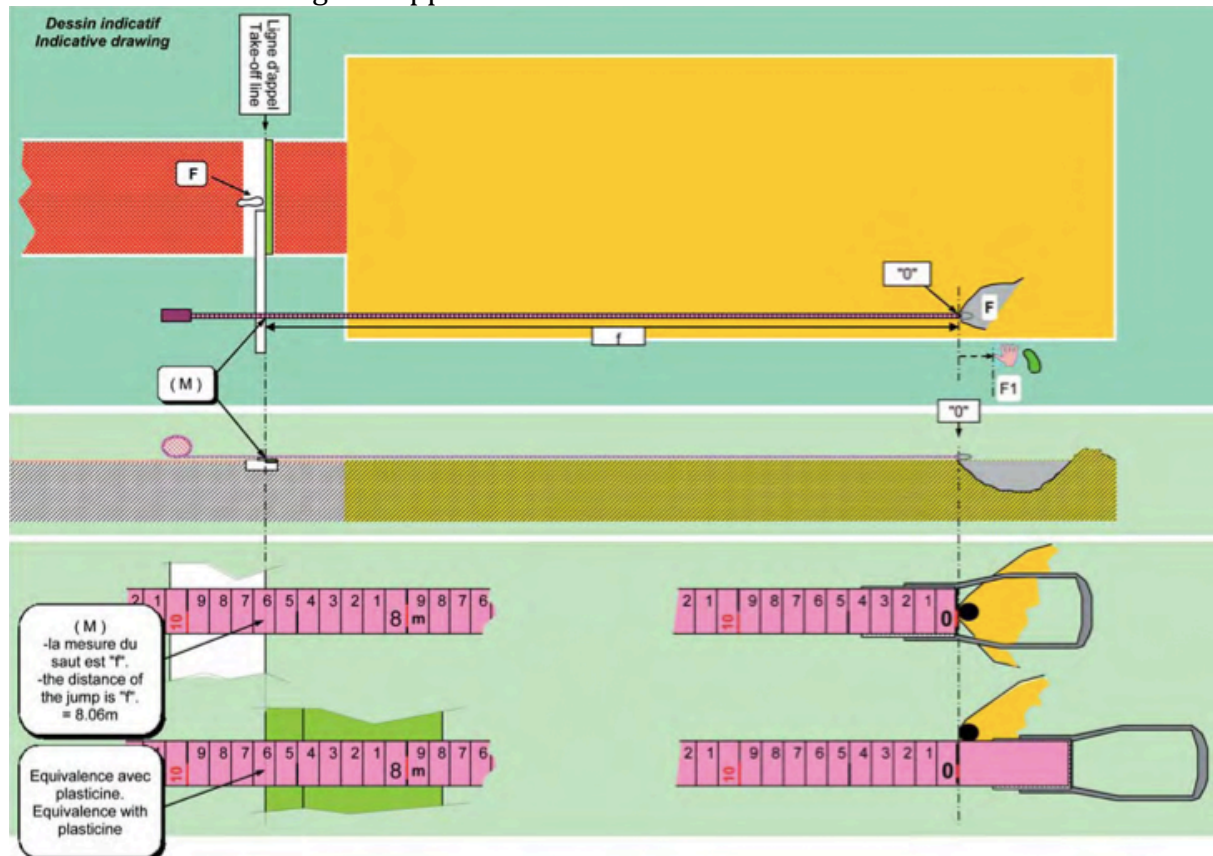 Dessin indicatif
Indicative drawing
Ligne d'appel
Take-off line
F
"0"
F
f
(M)
F1
"0"
2 1 10 9 8 7 6 5 4 3 2 1 8 m 9 8 7 6
2 1 10 9 8 7 6 5 4 3 2 1 0
(M)
-la mesure du
saut est "f".
-the distance of
the jump is "f".
= 8.06m
2 1 10 9 8 7 6 5 4 3 2 1 8 m 9 8 7 6
2 1 10 9 8 7 6 5 4 3 2 1 0
Equivalence avec
plasticine.
Equivalence with
plasticine